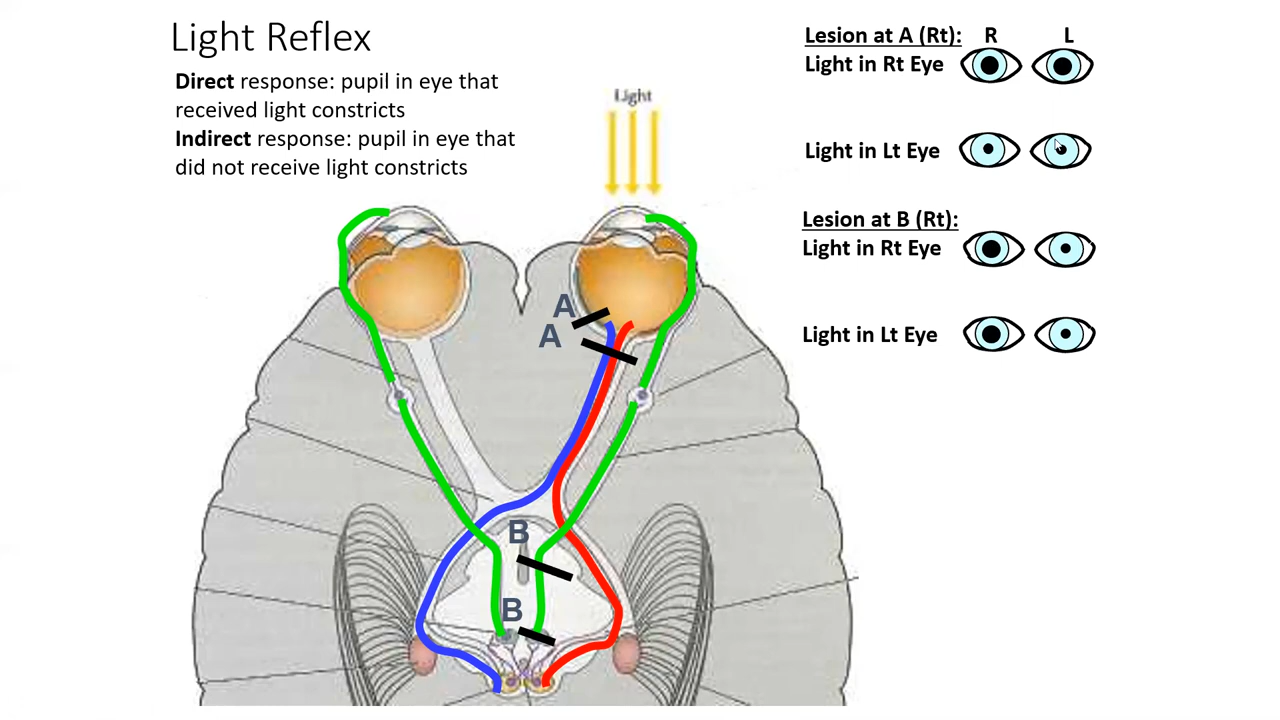 Light Reflex
Direct response: pupil in eye that
received light constricts
Indirect response: pupil in eye that
did not receive light constricts
Light
A
A
B
B
Lesion at A (Rt): R L
Light in Rt Eye
Light in Lt Eye
Lesion at B (Rt):
Light in Rt Eye
Light in Lt Eye